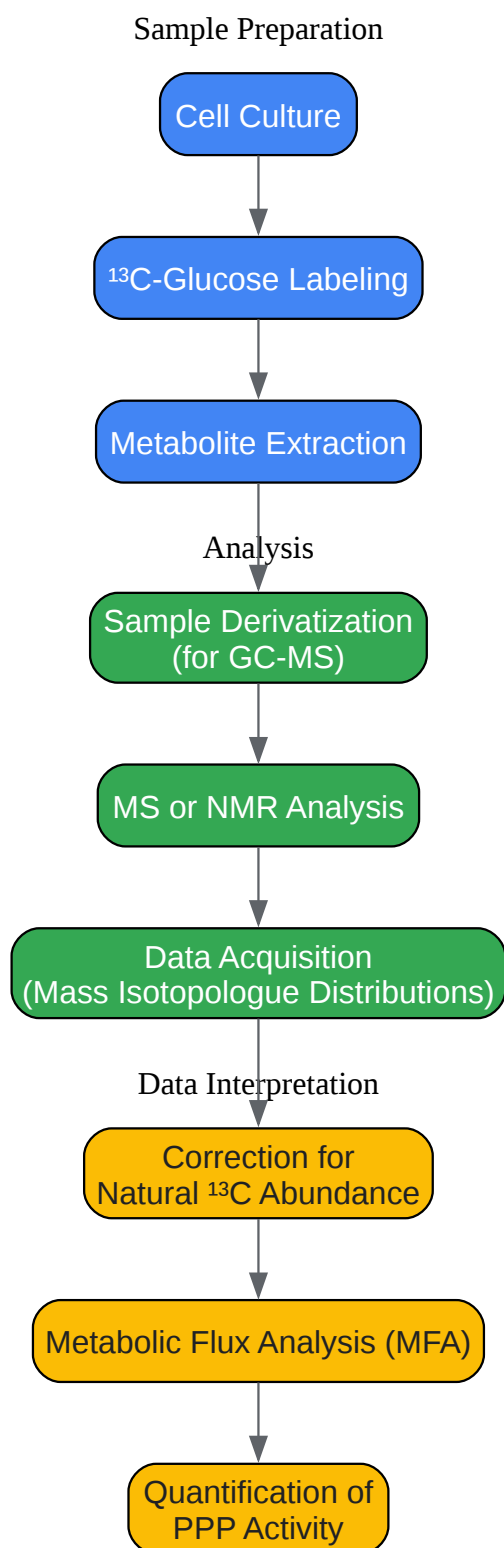 Sample Preparation
Cell Culture
¹³C-Glucose Labeling
Metabolite Extraction
Analysis
Sample Derivatization
(for GC-MS)
MS or NMR Analysis
Data Acquisition
(Mass Isotopologue Distributions)
Data Interpretation
Correction for
Natural ¹³C Abundance
Metabolic Flux Analysis (MFA)
Quantification of
PPP Activity